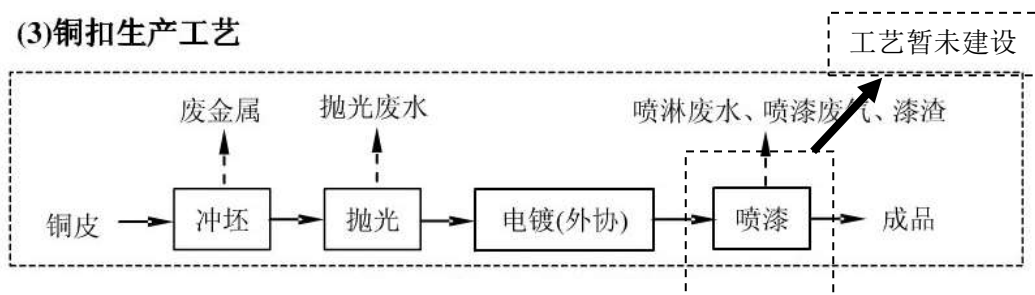 (3)铜扣生产工艺
工艺暂未建设
废金属
抛光废水
喷淋废水、喷漆废气、漆渣
铜皮
冲坯
抛光
电镀(外协)
喷漆
成品